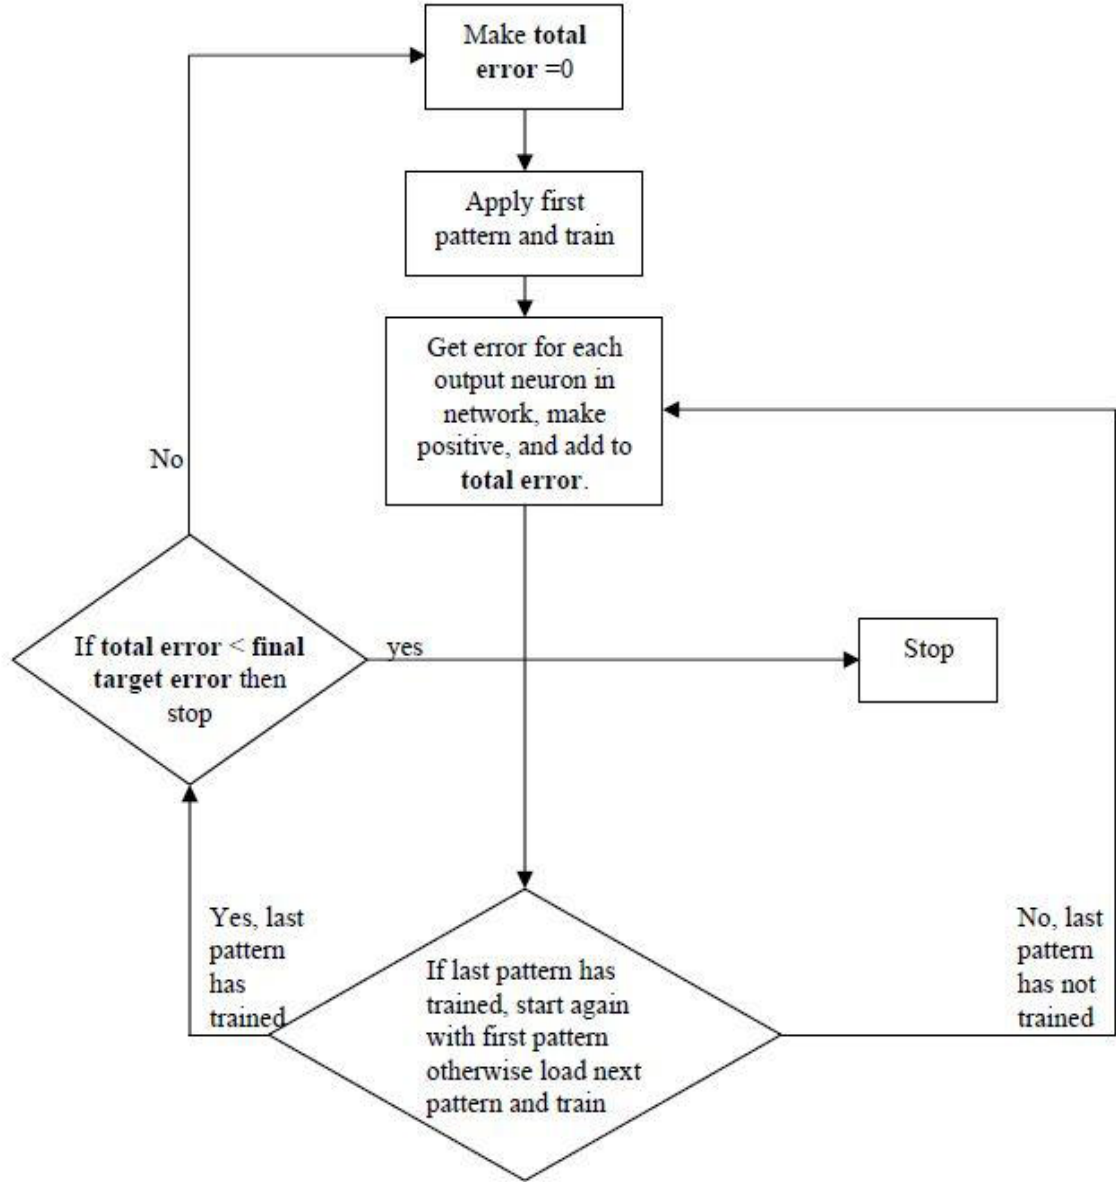 Make total
error =0
Apply first
pattern and train
Get error for each
output neuron in
network, make
positive, and add to
total error.
No
If total error < final
target error then
stop
yes
Stop
Yes, last
pattern
has
trained
If last pattern has
trained, start again
with first pattern
otherwise load next
pattern and train
No, last
pattern
has not
trained